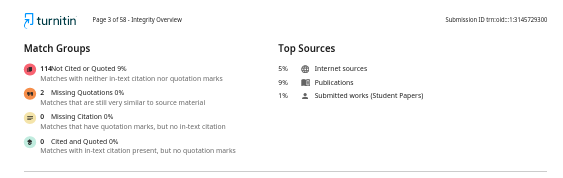 turnitin Page 3 of 58 - Integrity Overview Submission ID trn:oid:::1:3145729300
Match Groups
114Not Cited or Quoted 9%
Matches with neither in-text citation nor quotation marks
2 Missing Quotations 0%
Matches that are still very similar to source material
0 Missing Citation 0%
Matches that have quotation marks, but no in-text citation
0 Cited and Quoted 0%
Matches with in-text citation present, but no quotation marks
Top Sources
5% Internet sources
9% Publications
1% Submitted works (Student Papers)